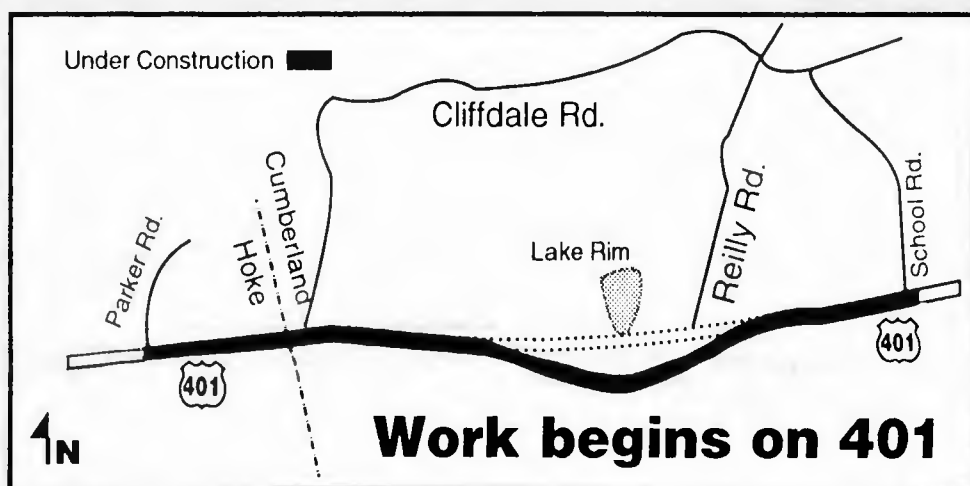 Under Construction
Cliffdale Rd.
Cumberland
Hoke
Parker Rd.
Lake Rim
Reilly Rd.
School Rd.
401
401
N
Work begins on 401